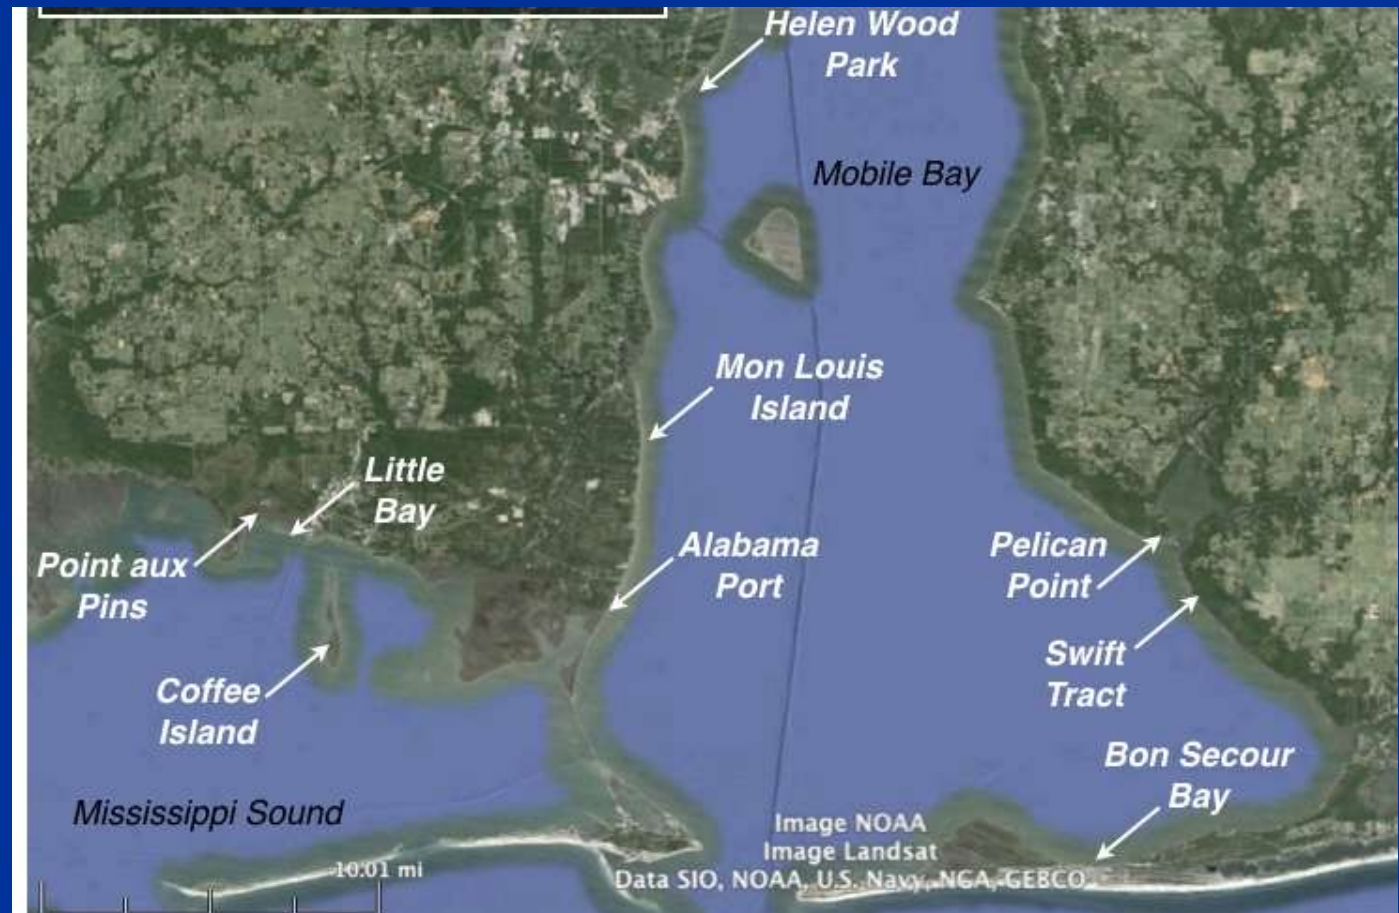 Helen Wood
Park
Mobile Bay
Mon Louis
Island
Little
Bay
Point aux
Pins
Alabama
Port
Pelican
Point
Swift
Tract
Coffee
Island
Bon Secour
Bay
Mississippi Sound
Image NOAA
Image Landsat
Data SIO, NOAA, U.S. Navy, NGA, GEBCO
10.01 mi